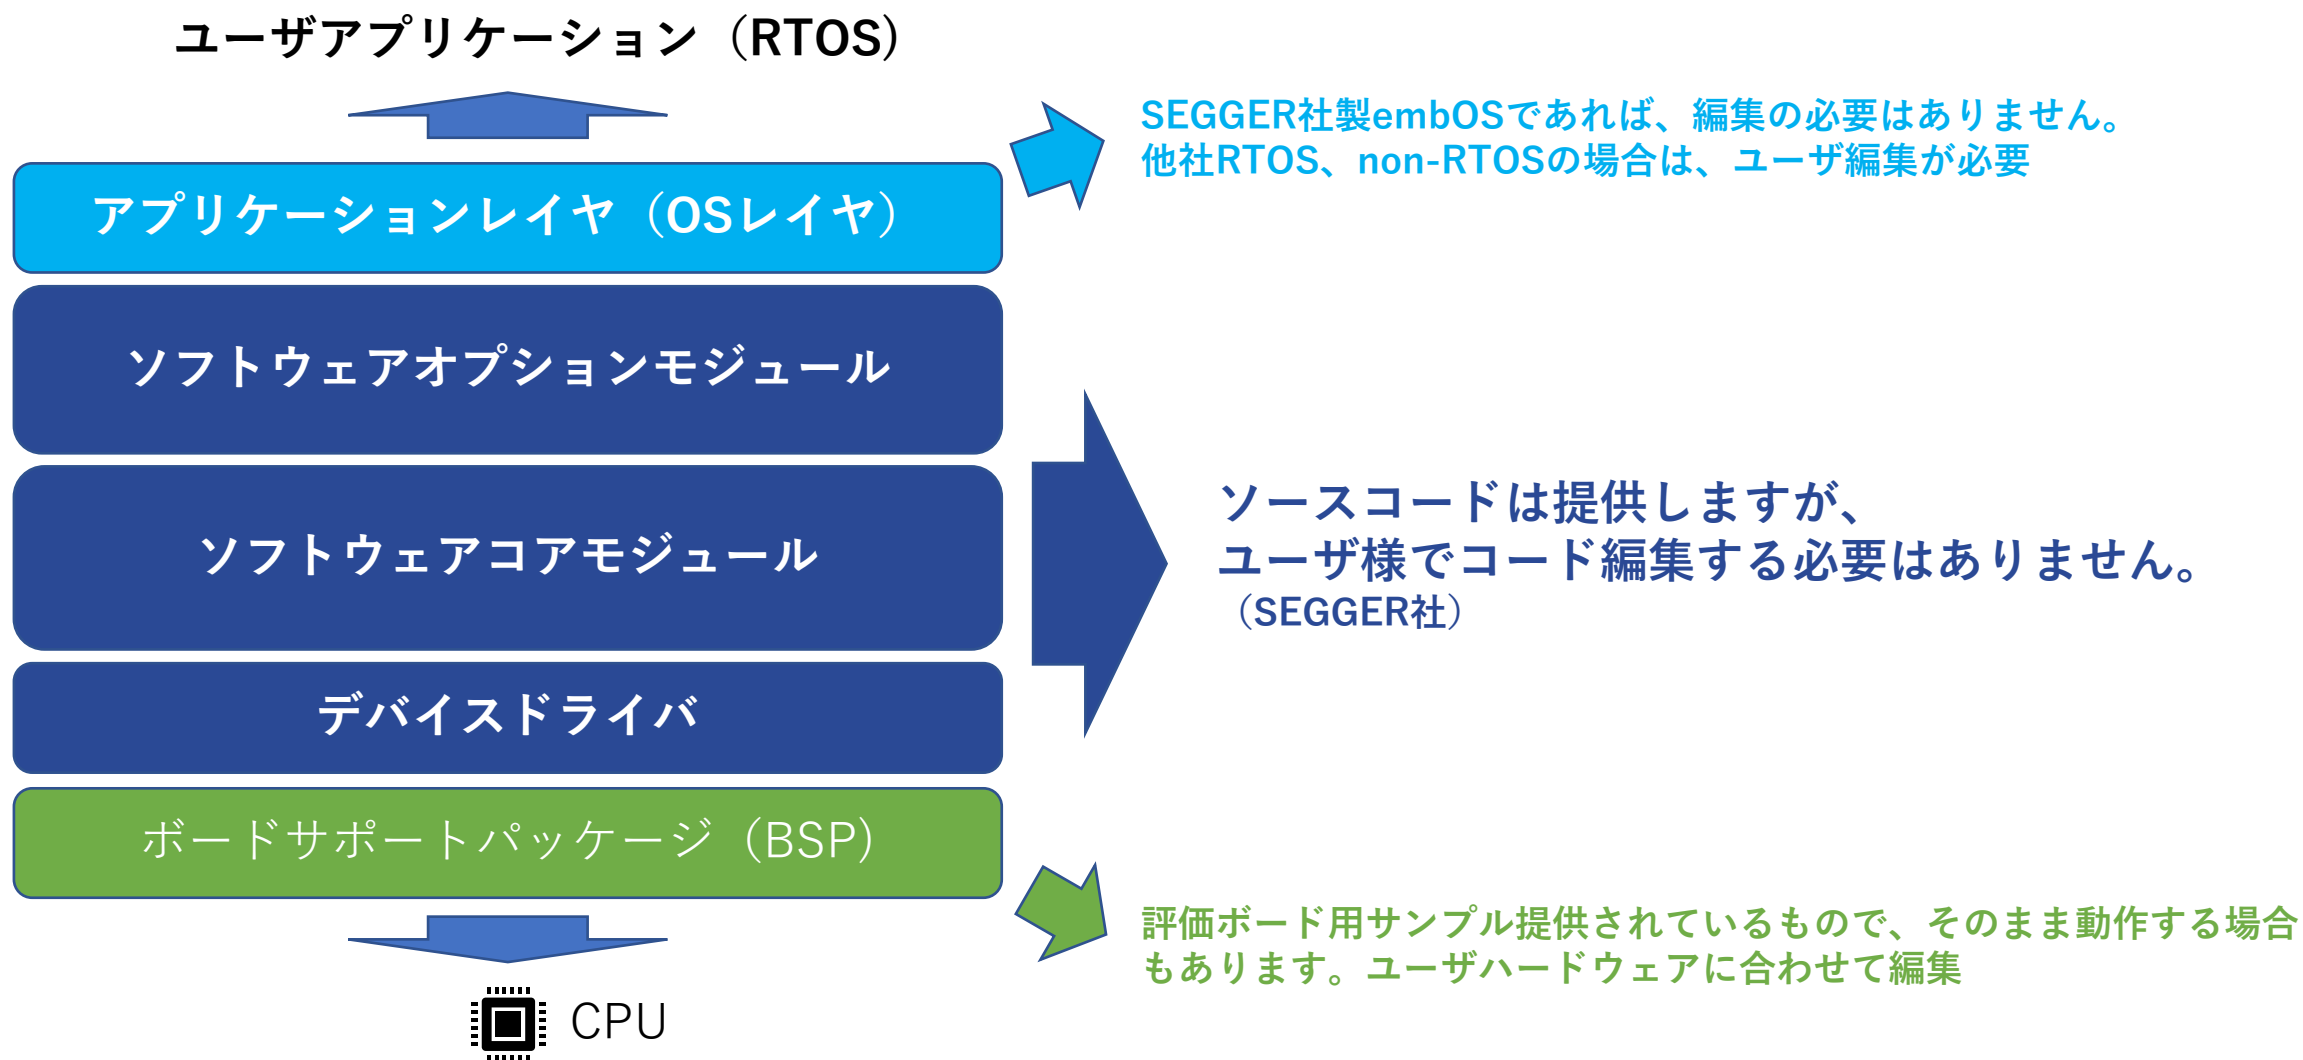 ユーザアプリケーション（RTOS）
SEGGER社製embOSであれば、編集の必要はありません。
他社RTOS、non-RTOSの場合は、ユーザ編集が必要
アプリケーションレイヤ（OSレイヤ）
ソフトウェアオプションモジュール
ソフトウェアコアモジュール
ソースコードは提供しますが、
ユーザ様でコード編集する必要はありません。
（SEGGER社）
デバイスドライバ
ボードサポートパッケージ（BSP）
評価ボード用サンプル提供されているもので、そのまま動作する場合
もあります。ユーザハードウェアに合わせて編集
CPU